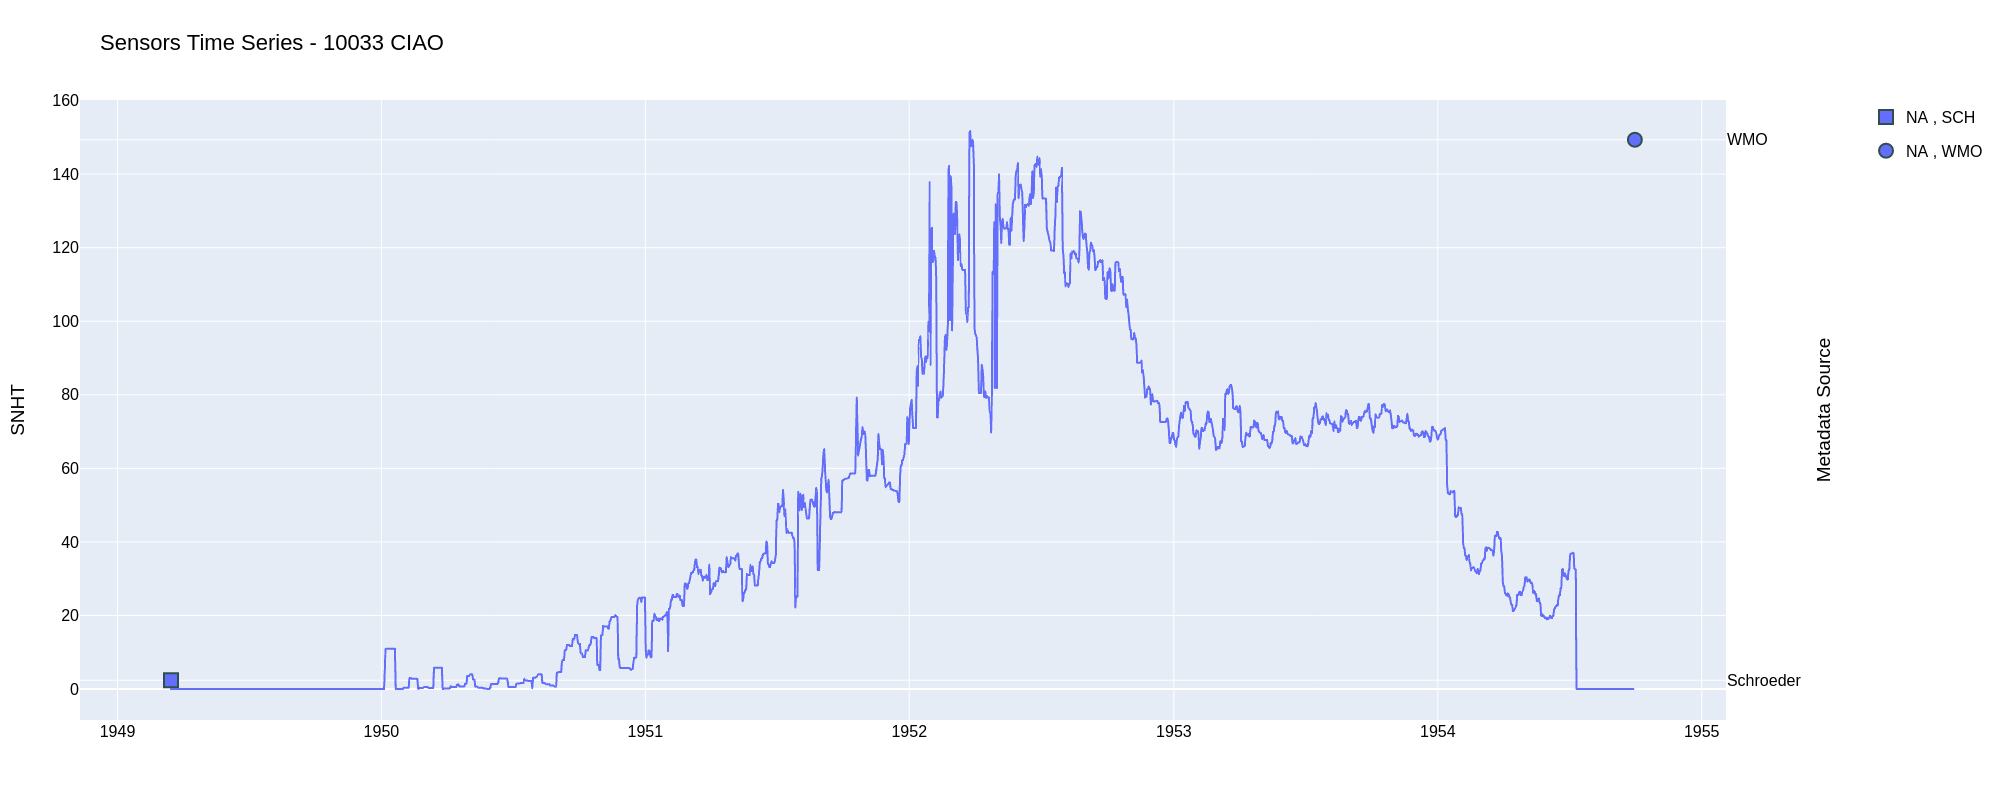 Sensors Time Series - 10033 CIAO
160
140
120
100
80
60
40
20
0
SNHT
1949
1950
1951
1952
1953
1954
1955
WMO
Schroeder
Metadata Source
NA , SCH
NA , WMO